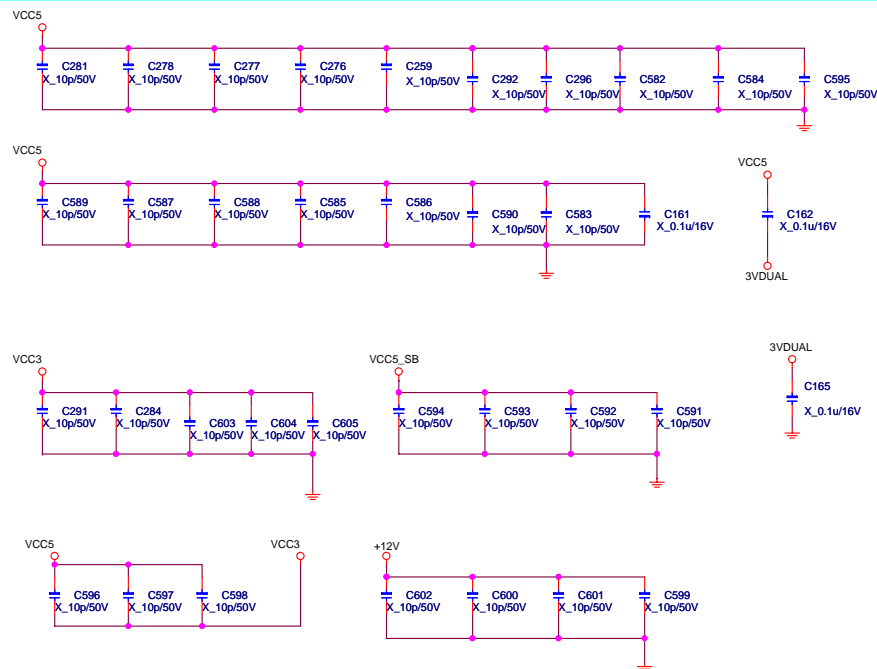 VCC5
C281
X_10p/50V
C278
X_10p/50V
C277
X_10p/50V
C276
X_10p/50V
C259
X_10p/50V
C292
X_10p/50V
C296
X_10p/50V
C582
X_10p/50V
C584
X_10p/50V
C595
X_10p/50V
VCC5
C589
X_10p/50V
C587
X_10p/50V
C588
X_10p/50V
C585
X_10p/50V
C586
X_10p/50V
C590
X_10p/50V
C583
X_10p/50V
C161
X_0.1u/16V
VCC5
C162
X_0.1u/16V
3VDUAL
VCC3
C291
X_10p/50V
C284
X_10p/50V
C603
X_10p/50V
C604
X_10p/50V
C605
X_10p/50V
VCC5_SB
C594
X_10p/50V
C593
X_10p/50V
C592
X_10p/50V
C591
X_10p/50V
3VDUAL
C165
X_0.1u/16V
VCC5
C596
X_10p/50V
C597
X_10p/50V
C598
X_10p/50V
VCC3
+12V
C602
X_10p/50V
C600
X_10p/50V
C601
X_10p/50V
C599
X_10p/50V